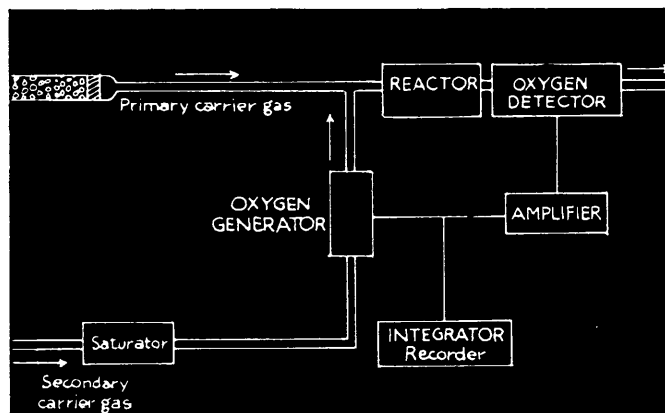 REACTOR
OXYGEN
DETECTOR
Primary carrier gas
OXYGEN
GENERATOR
AMPLIFIER
INTEGRATOR
Recorder
Saturator
Secondary
carrier gas